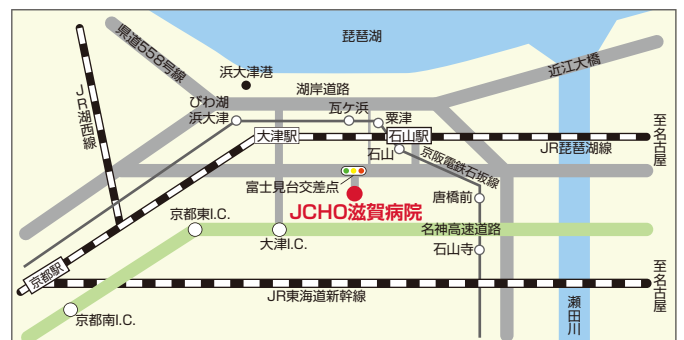 琵琶湖
県道558号線
近江大橋
浜大津港
湖岸道路
JR湖西線
びわ湖
浜大津
瓦ケ浜
粟津
大津駅
石山駅
至名古屋
石山
JR琵琶湖線
京阪電鉄石坂線
富士見台交差点
唐橋前
JCHO滋賀病院
京都東I.C.
大津I.C.
名神高速道路
石山寺
京都駅
至名古屋
JR東海道新幹線
瀬田川
京都南I.C.